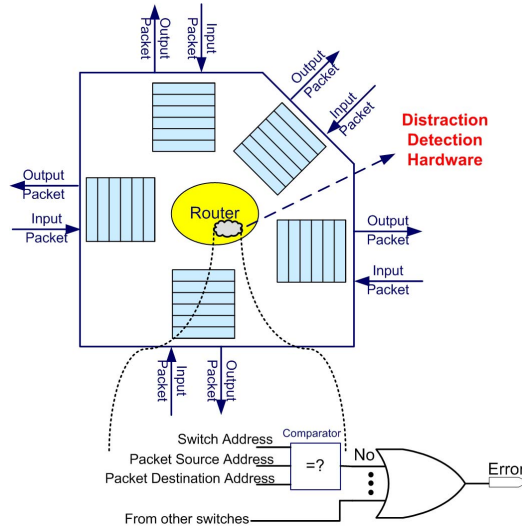 Output
Packet
Input
Packet
Output
Packet
Input
Packet
Distraction
Detection
Hardware
Output
Packet
Input
Packet
Router
Output
Packet
Input
Packet
Input
Packet
Output
Packet
Switch Address
Comparator
Packet Source Address
=?
No
Packet Destination Address
Error
From other switches